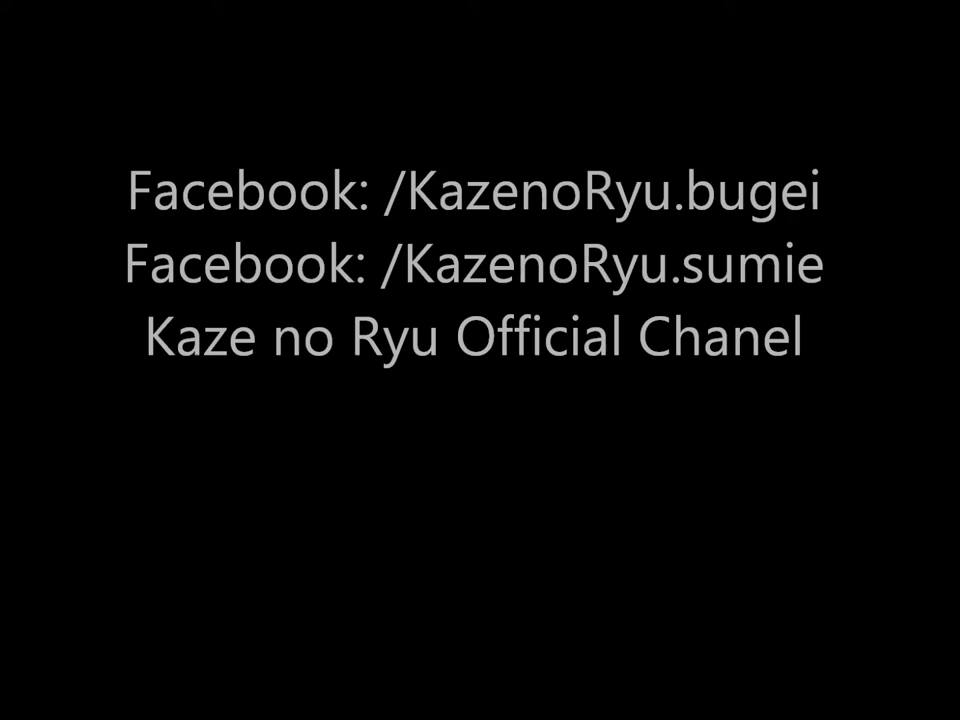 Facebook: /KazenoRyu.bugei
Facebook: /KazenoRyu.sumie
Kaze no Ryu Official Chanel